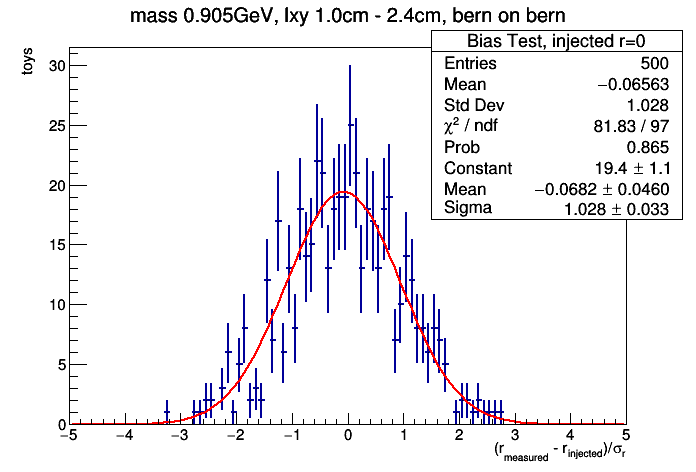 mass 0.905GeV, lxy 1.0cm - 2.4cm, bern on bern
Bias Test, injected r=0
Entries 500
Mean −0.06563
Std Dev 1.028
χ² / ndf 81.83 / 97
Prob 0.865
Constant 19.4 ± 1.1
Mean −0.0682 ± 0.0460
Sigma 1.028 ± 0.033
toys
30
25
20
15
10
5
0
−5 −4 −3 −2 −1 0 1 2 3 4 5
(r_measured - r_injected)/σ_r